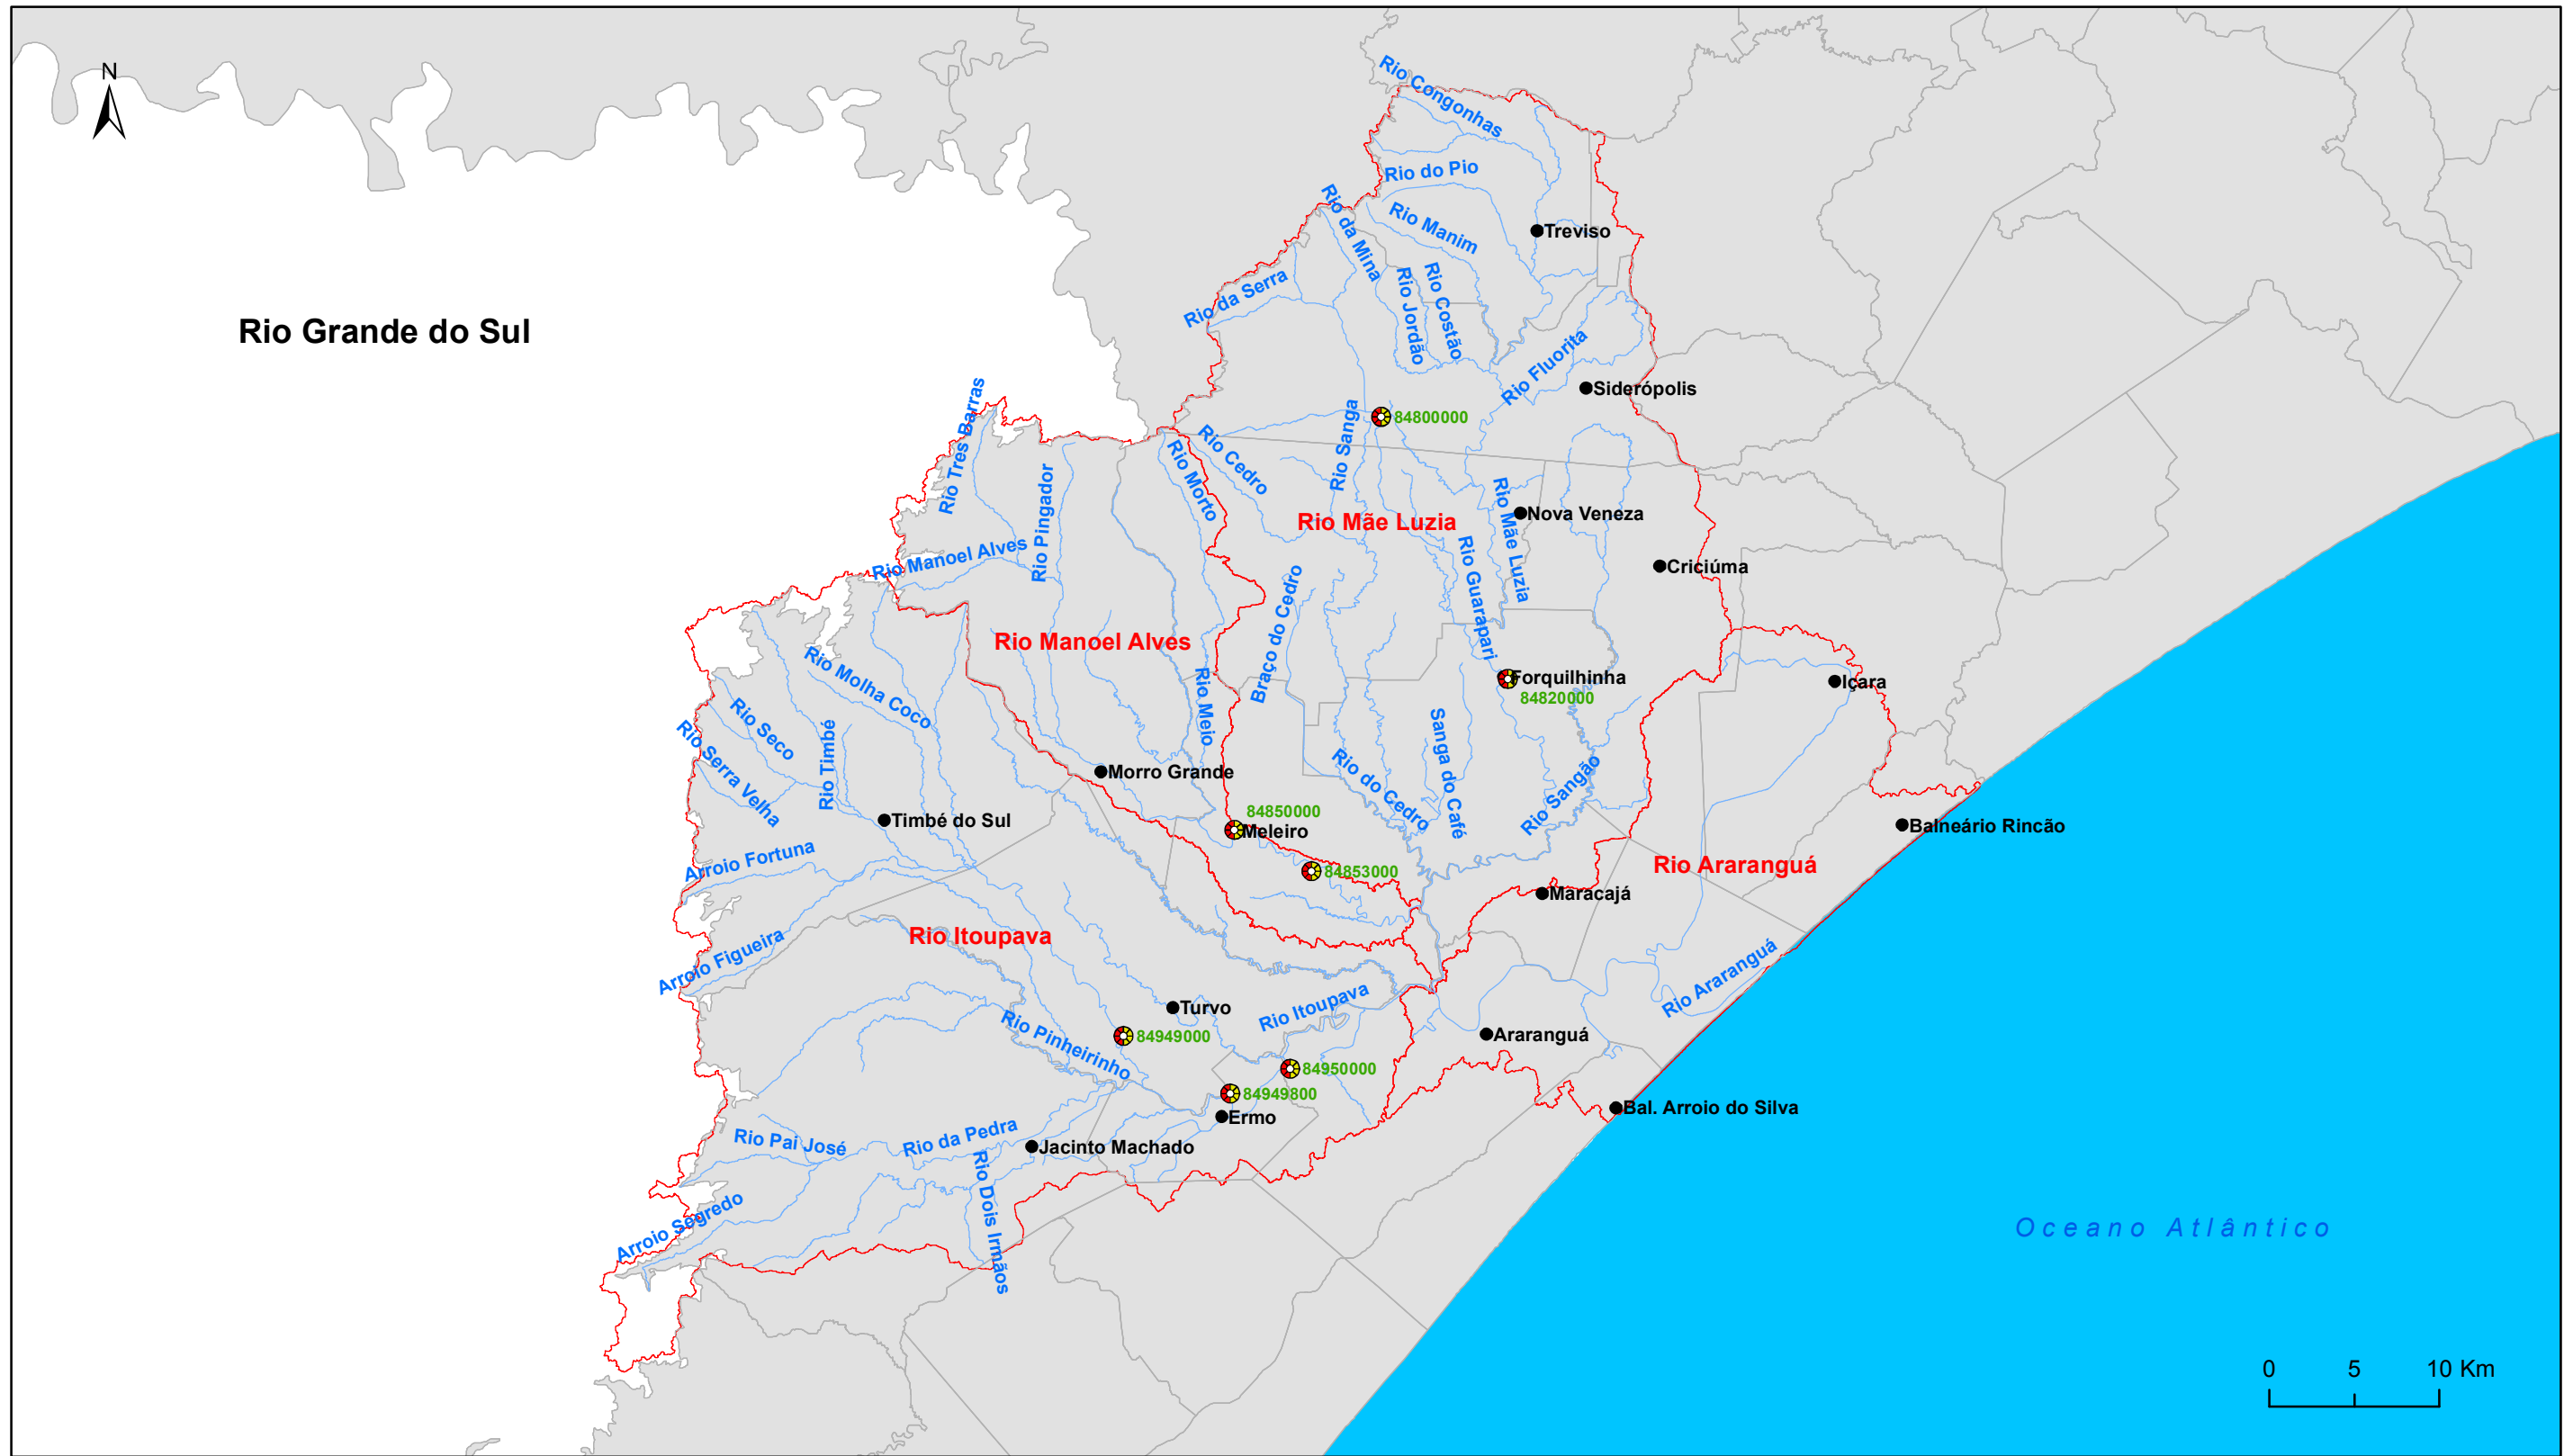 N
Rio Congonhas
Rio do Pio
Rio da Mina
Rio Manim
Treviso
Rio da Serra
Rio Jordão
Rio Costão
Rio Grande do Sul
Rio Fluorita
Siderópolis
Rio Tres Barras
84800000
Rio Sanga
Rio Cedro
Rio Morto
Rio Pingador
Rio Mãe Luzia
Rio Mãe Luzia
Nova Veneza
Rio Manoel Alves
Criciúma
Rio Guarapari
Braço do Cedro
Rio Manoel Alves
Rio Molha Coco
Rio Meio
Forquilhinha
84820000
Içara
Rio Seco
Rio Serra Velha
Rio Timbé
Sanga do Café
Morro Grande
Rio do Cedro
Rio Sangão
84850000
Meleiro
Timbé do Sul
Balneário Rincão
Arroio Fortuna
84853000
Rio Araranguá
Maracajá
Rio Itoupava
Arroio Figueira
Rio Araranguá
Turvo
Rio Itoupava
Rio Pinheirinho
84949000
Araranguá
84950000
84949800
Ermo
Bal. Arroio do Silva
Rio Pai José
Rio da Pedra
Jacinto Machado
Rio Dois Irmãos
Arroio Segredo
Oceano Atlântico
0 5 10 Km